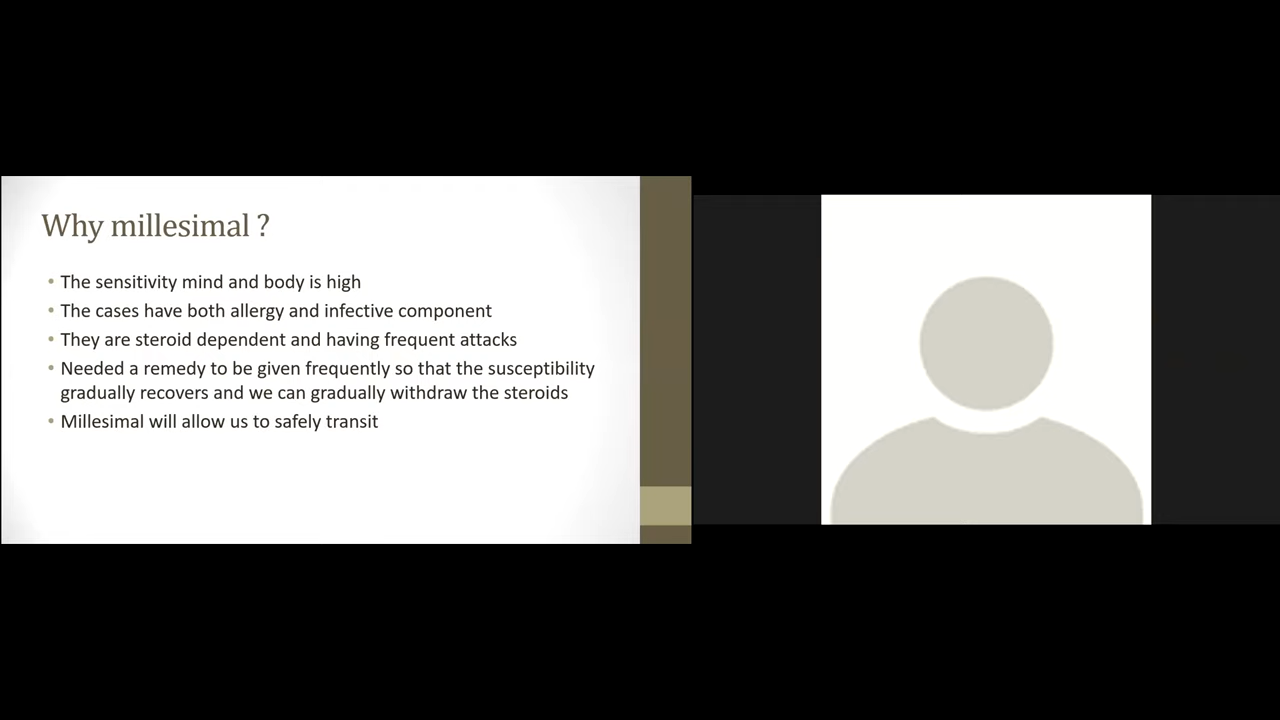 Why millesimal ?
• The sensitivity mind and body is high
• The cases have both allergy and infective component
• They are steroid dependent and having frequent attacks
• Needed a remedy to be given frequently so that the susceptibility
gradually recovers and we can gradually withdraw the steroids
• Millesimal will allow us to safely transit